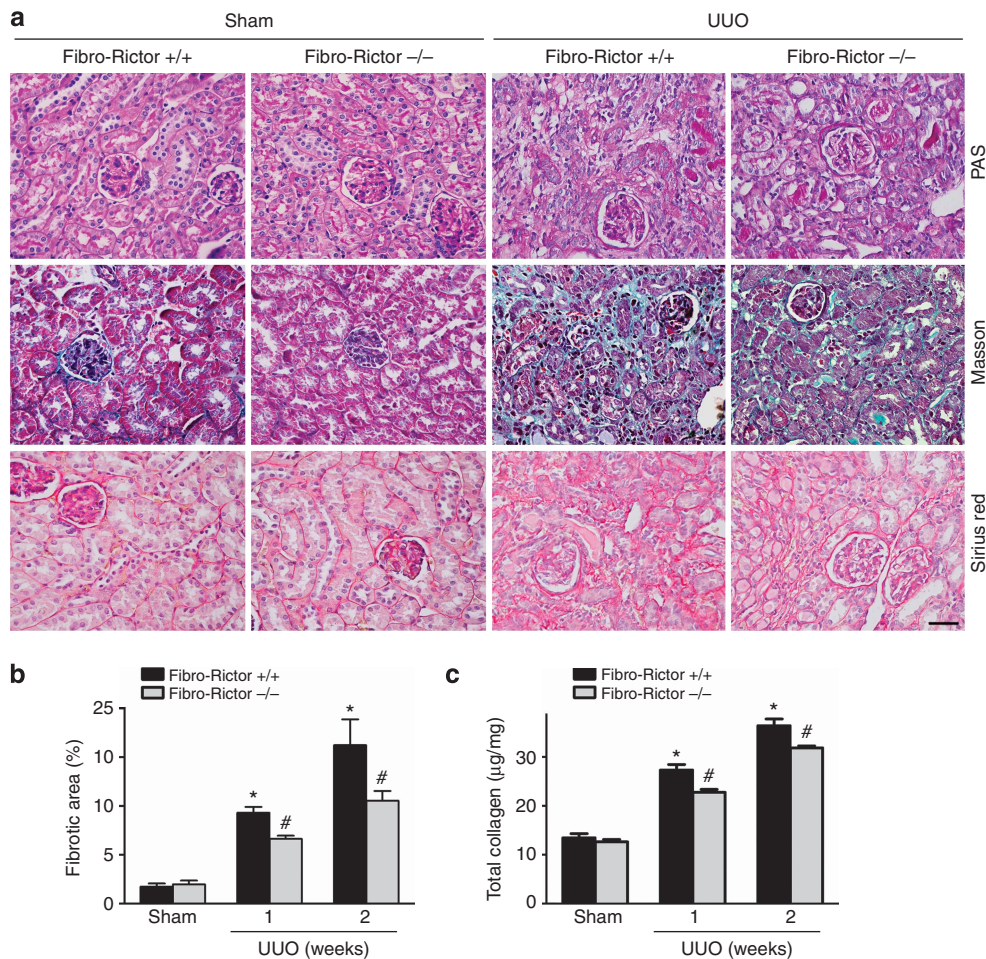 a
Sham UUO
Fibro-Rictor +/+ Fibro-Rictor –/– Fibro-Rictor +/+ Fibro-Rictor –/–
PAS
Masson
Sirius red
b
Fibro-Rictor +/+
Fibro-Rictor –/–
Fibrotic area (%)
25
10
10
5
0
* # * #
Sham 1 2
UUO (weeks)
c
Fibro-Rictor +/+
Fibro-Rictor –/–
Total collagen (μg/mg)
30
20
10
0
* # * #
Sham 1 2
UUO (weeks)